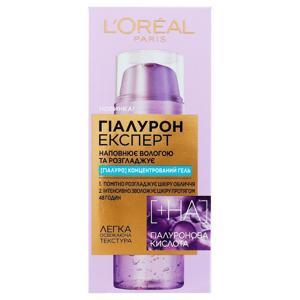 L'ORÉAL
PARIS
НОВИНКА!
ГІАЛУРОН
ЕКСПЕРТ
НАПОВНЮЄ ВОЛОГОЮ
ТА РОЗГЛАДЖУЄ
[ГІАЛУРО] КОНЦЕНТРОВАНИЙ ГЕЛЬ
1. ПОМІТНО РОЗГЛАДЖУЄ ШКІРУ ОБЛИЧЧЯ
2. ІНТЕНСИВНО ЗВОЛОЖУЄ ШКІРУ ПРОТЯГОМ
48 ГОДИН
[+HA]
ГІАЛУРОНОВА
КИСЛОТА
ЛЕГКА
ОСВІЖАЮЧА
ТЕКСТУРА